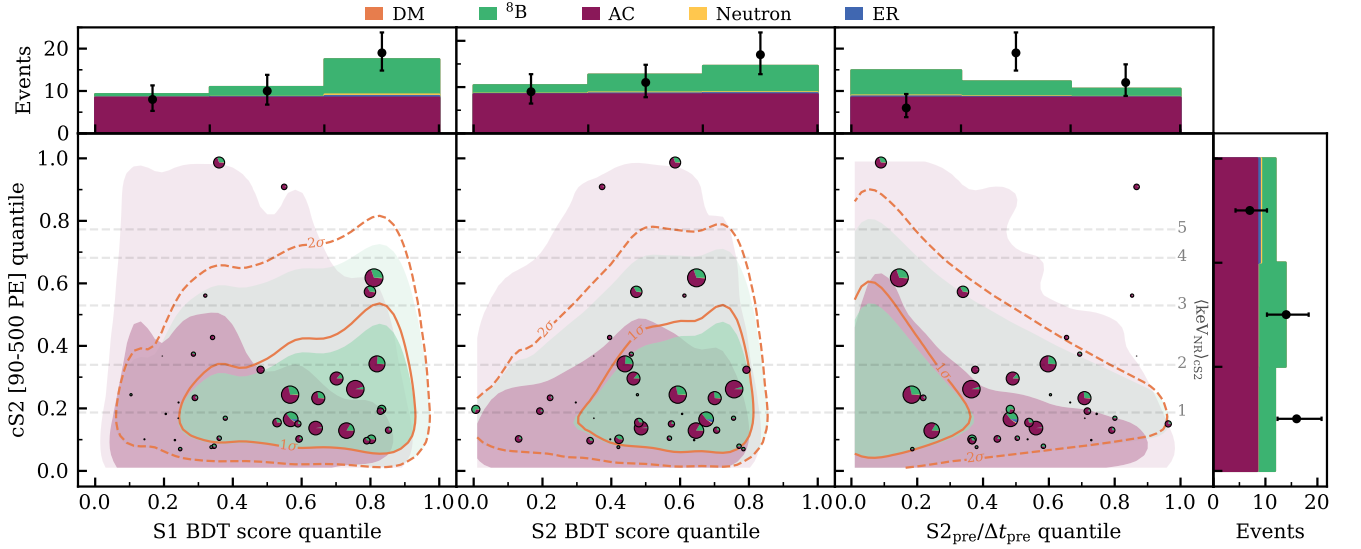 DM ⁸B AC Neutron ER
Events
20
10
0
cS2 [90-500 PE] quantile
1.0
0.8
0.6
0.4
0.2
0.0
2σ
1σ
2σ
1σ
1σ
2σ
5
4
3
2
1
⟨keV_NR⟩_cS2
0.0 0.2 0.4 0.6 0.8 1.0
S1 BDT score quantile
0.0 0.2 0.4 0.6 0.8 1.0
S2 BDT score quantile
0.0 0.2 0.4 0.6 0.8 1.0
S2_pre/Δt_pre quantile
0 10 20
Events